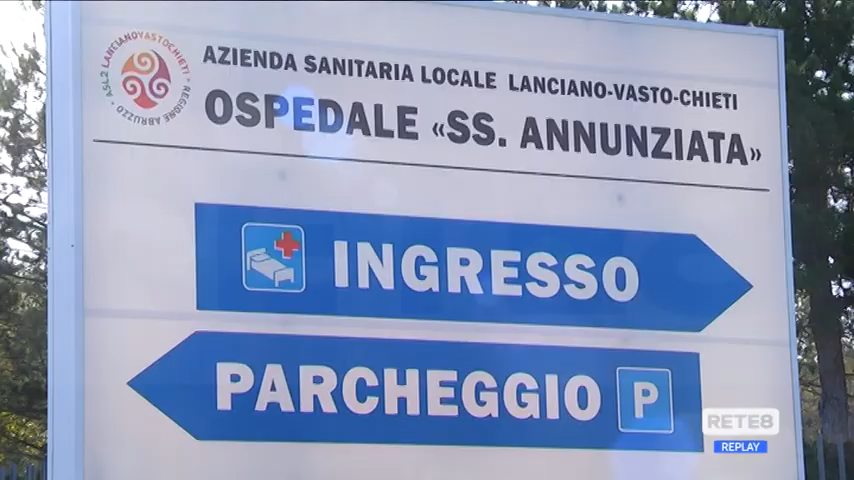 ASL2 LANCIANOVASTOCHIETI • REGIONE ABRUZZO •
AZIENDA SANITARIA LOCALE LANCIANO-VASTO-CHIETI
OSPEDALE «SS. ANNUNZIATA»
INGRESSO
PARCHEGGIO P
RETE8
REPLAY